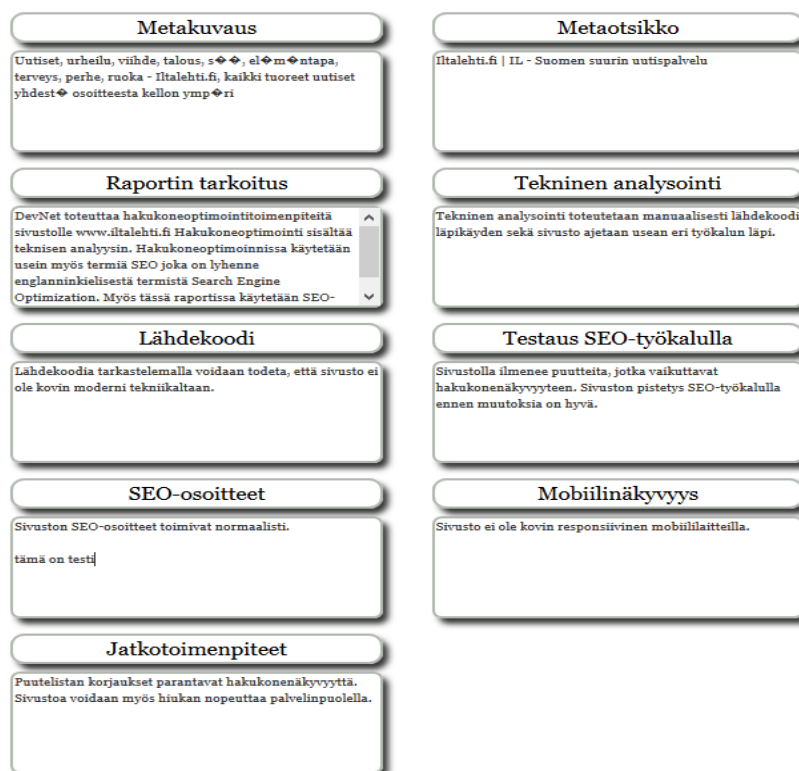 Metakuvaus
Uutiset, urheilu, viihde, talous, s��, el�m�ntapa,
terveys, perhe, ruoka - Iltalehti.fi, kaikki tuoreet uutiset
yhdest� osoitteesta kellon ymp�ri
Metaotsikko
Iltalehti.fi | IL - Suomen suurin uutispalvelu
Raportin tarkoitus
DevNet toteuttaa hakukoneoptimointitoimenpiteitä
sivustolle www.iltalehti.fi Hakukoneoptimointi sisältää
teknisen analyysin. Hakukoneoptimoinnissa käytetään
usein myös termiä SEO joka on lyhenne
englanninkielisestä termistä Search Engine
Optimization. Myös tässä raportissa käytetään SEO-
Tekninen analysointi
Tekninen analysointi toteutetaan manuaalisesti lähdekoodi
läpikäyden sekä sivusto ajetaan usean eri työkalun läpi.
Lähdekoodi
Lähdekoodia tarkastelemalla voidaan todeta, että sivusto ei
ole kovin moderni tekniikaltaan.
Testaus SEO-työkalulla
Sivustolla ilmenee puutteita, jotka vaikuttavat
hakukonenäkyvyyteen. Sivuston pistetys SEO-työkalulla
ennen muutoksia on hyvä.
SEO-osoitteet
Sivuston SEO-osoitteet toimivat normaalisti.
tämä on testi
Mobiilinäkyvyys
Sivusto ei ole kovin responsiivinen mobiililaitteilla.
Jatkotoimenpiteet
Puutelistan korjaukset parantavat hakukonenäkyvyyttä.
Sivustoa voidaan myös hiukan nopeuttaa palvelinpuolella.